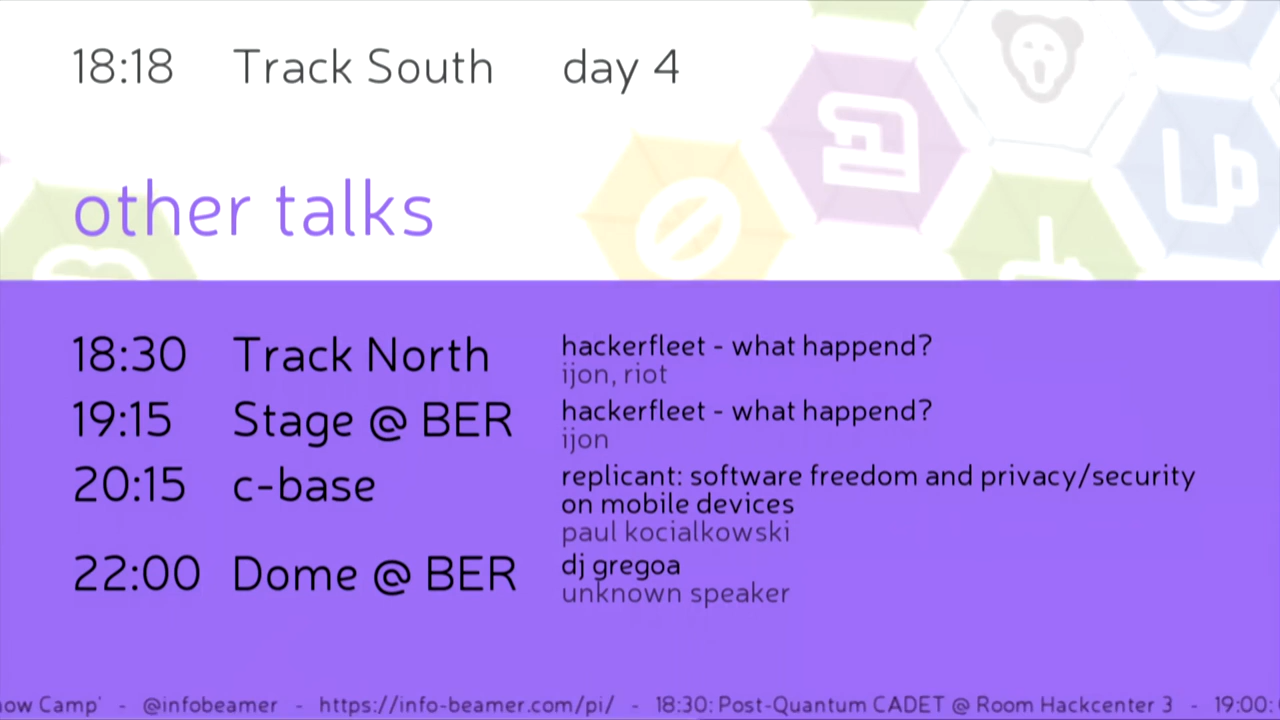 18:18 Track South day 4
other talks
18:30 Track North hackerfleet - what happend?
ijon, riot
19:15 Stage @ BER hackerfleet - what happend?
ijon
20:15 c-base replicant: software freedom and privacy/security
on mobile devices
paul kocialkowski
22:00 Dome @ BER dj gregoa
unknown speaker
Camp' - @infobeamer - https://info-beamer.com/pi/ - 18:30: Post-Quantum CADET @ Room Hackcenter 3 - 19:00: